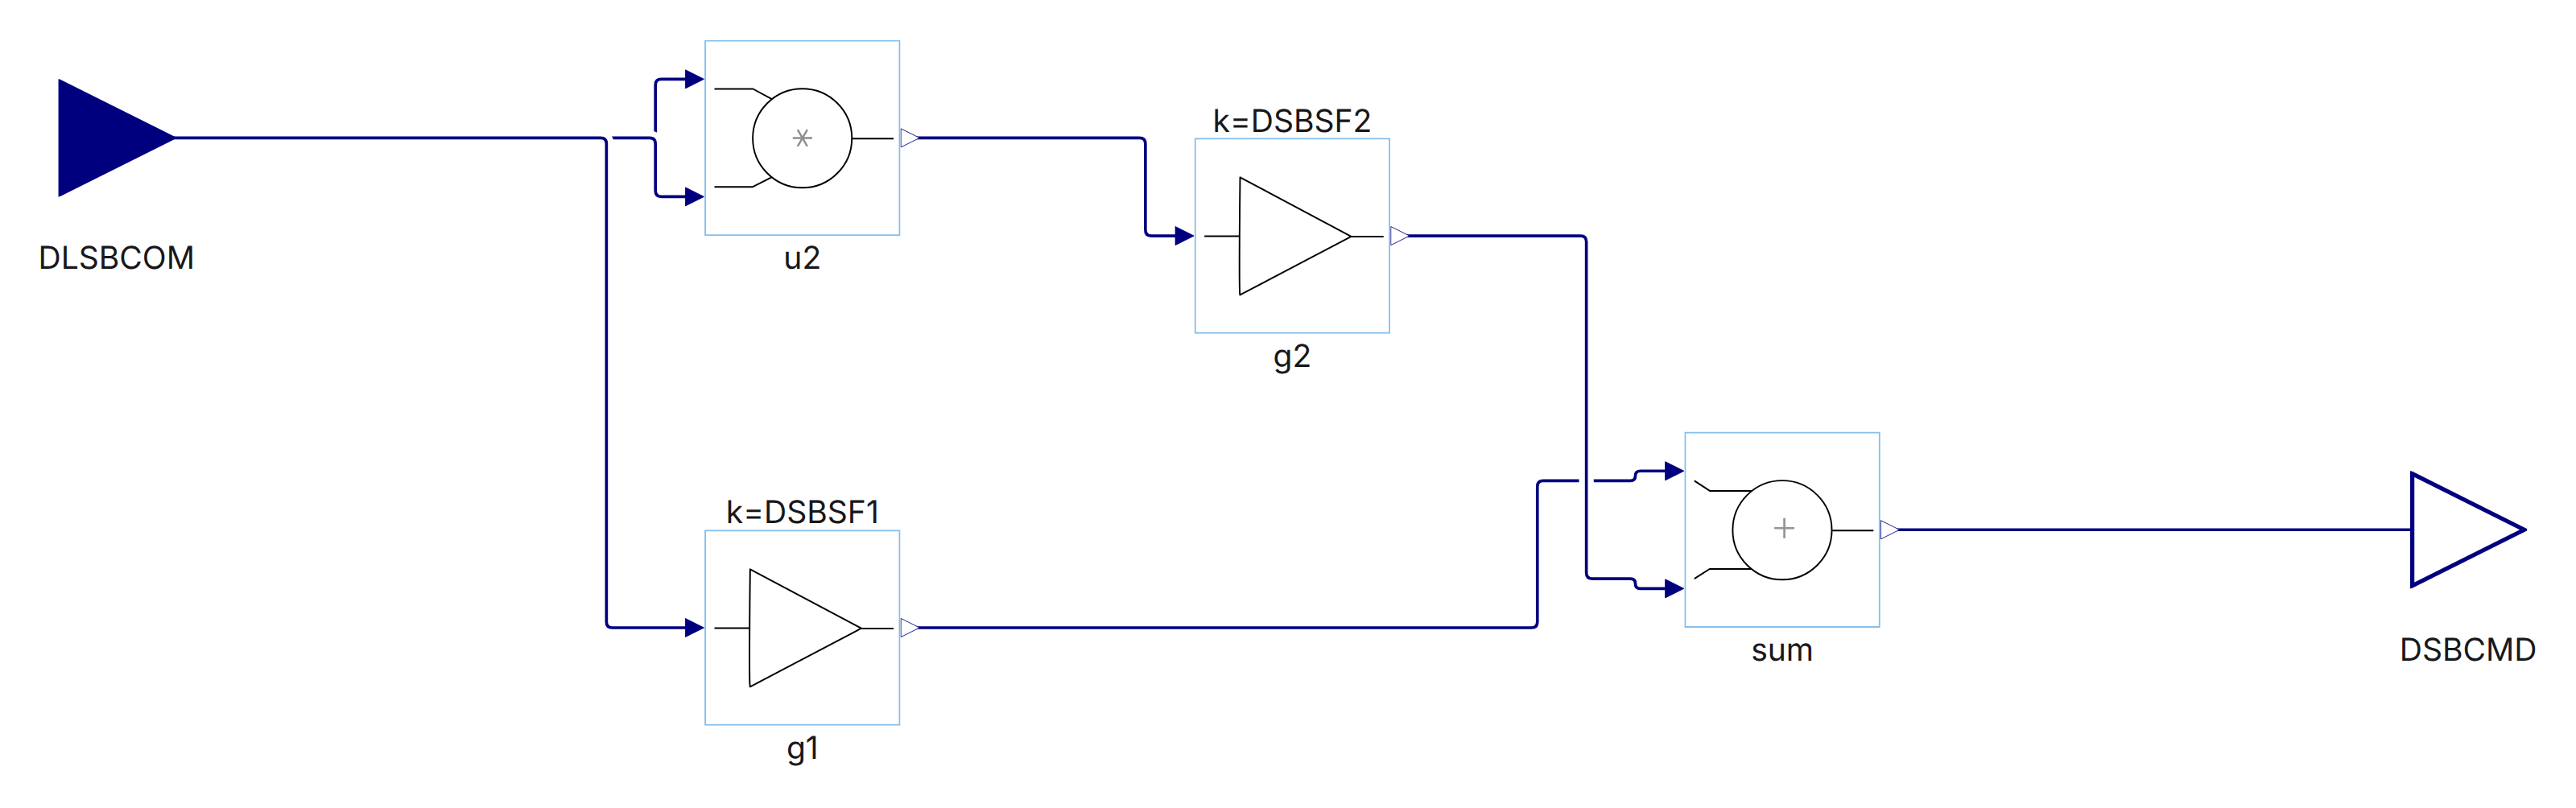 k=DSBSF2
DLSBCOM
u2
*
g2
k=DSBSF1
+
sum
DSBCMD
g1